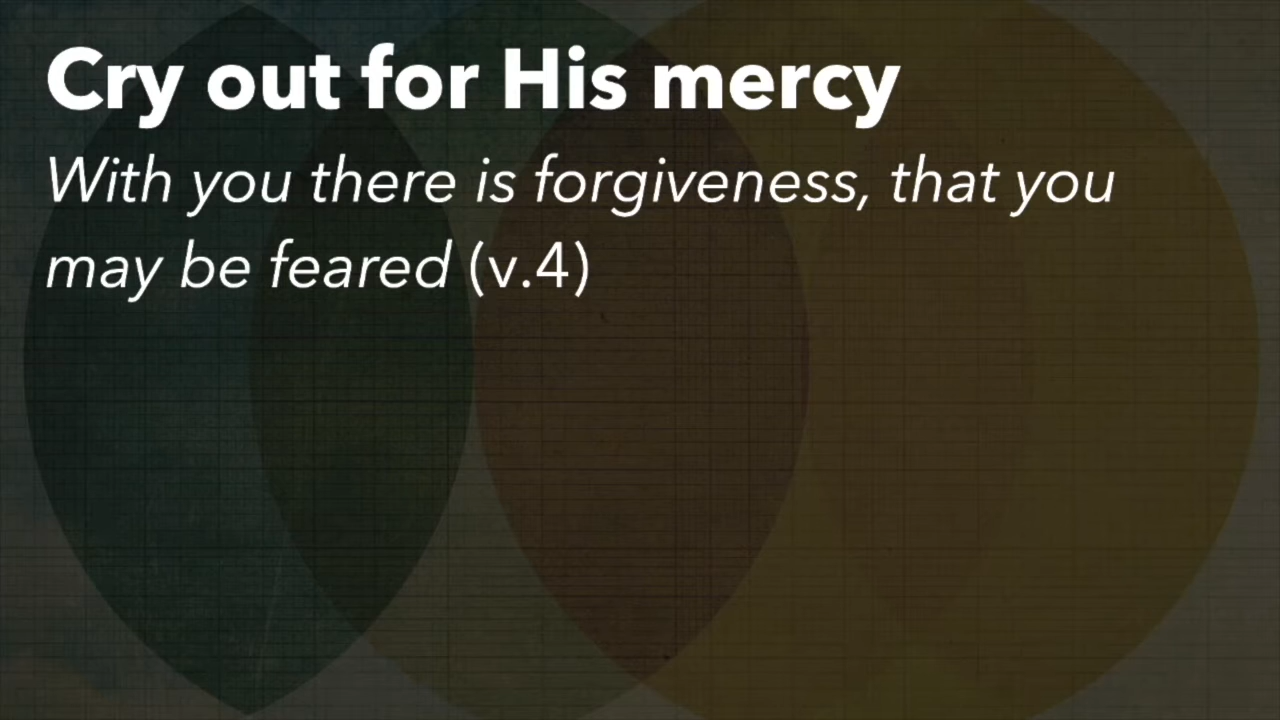 Cry out for His mercy
With you there is forgiveness, that you
may be feared (v.4)